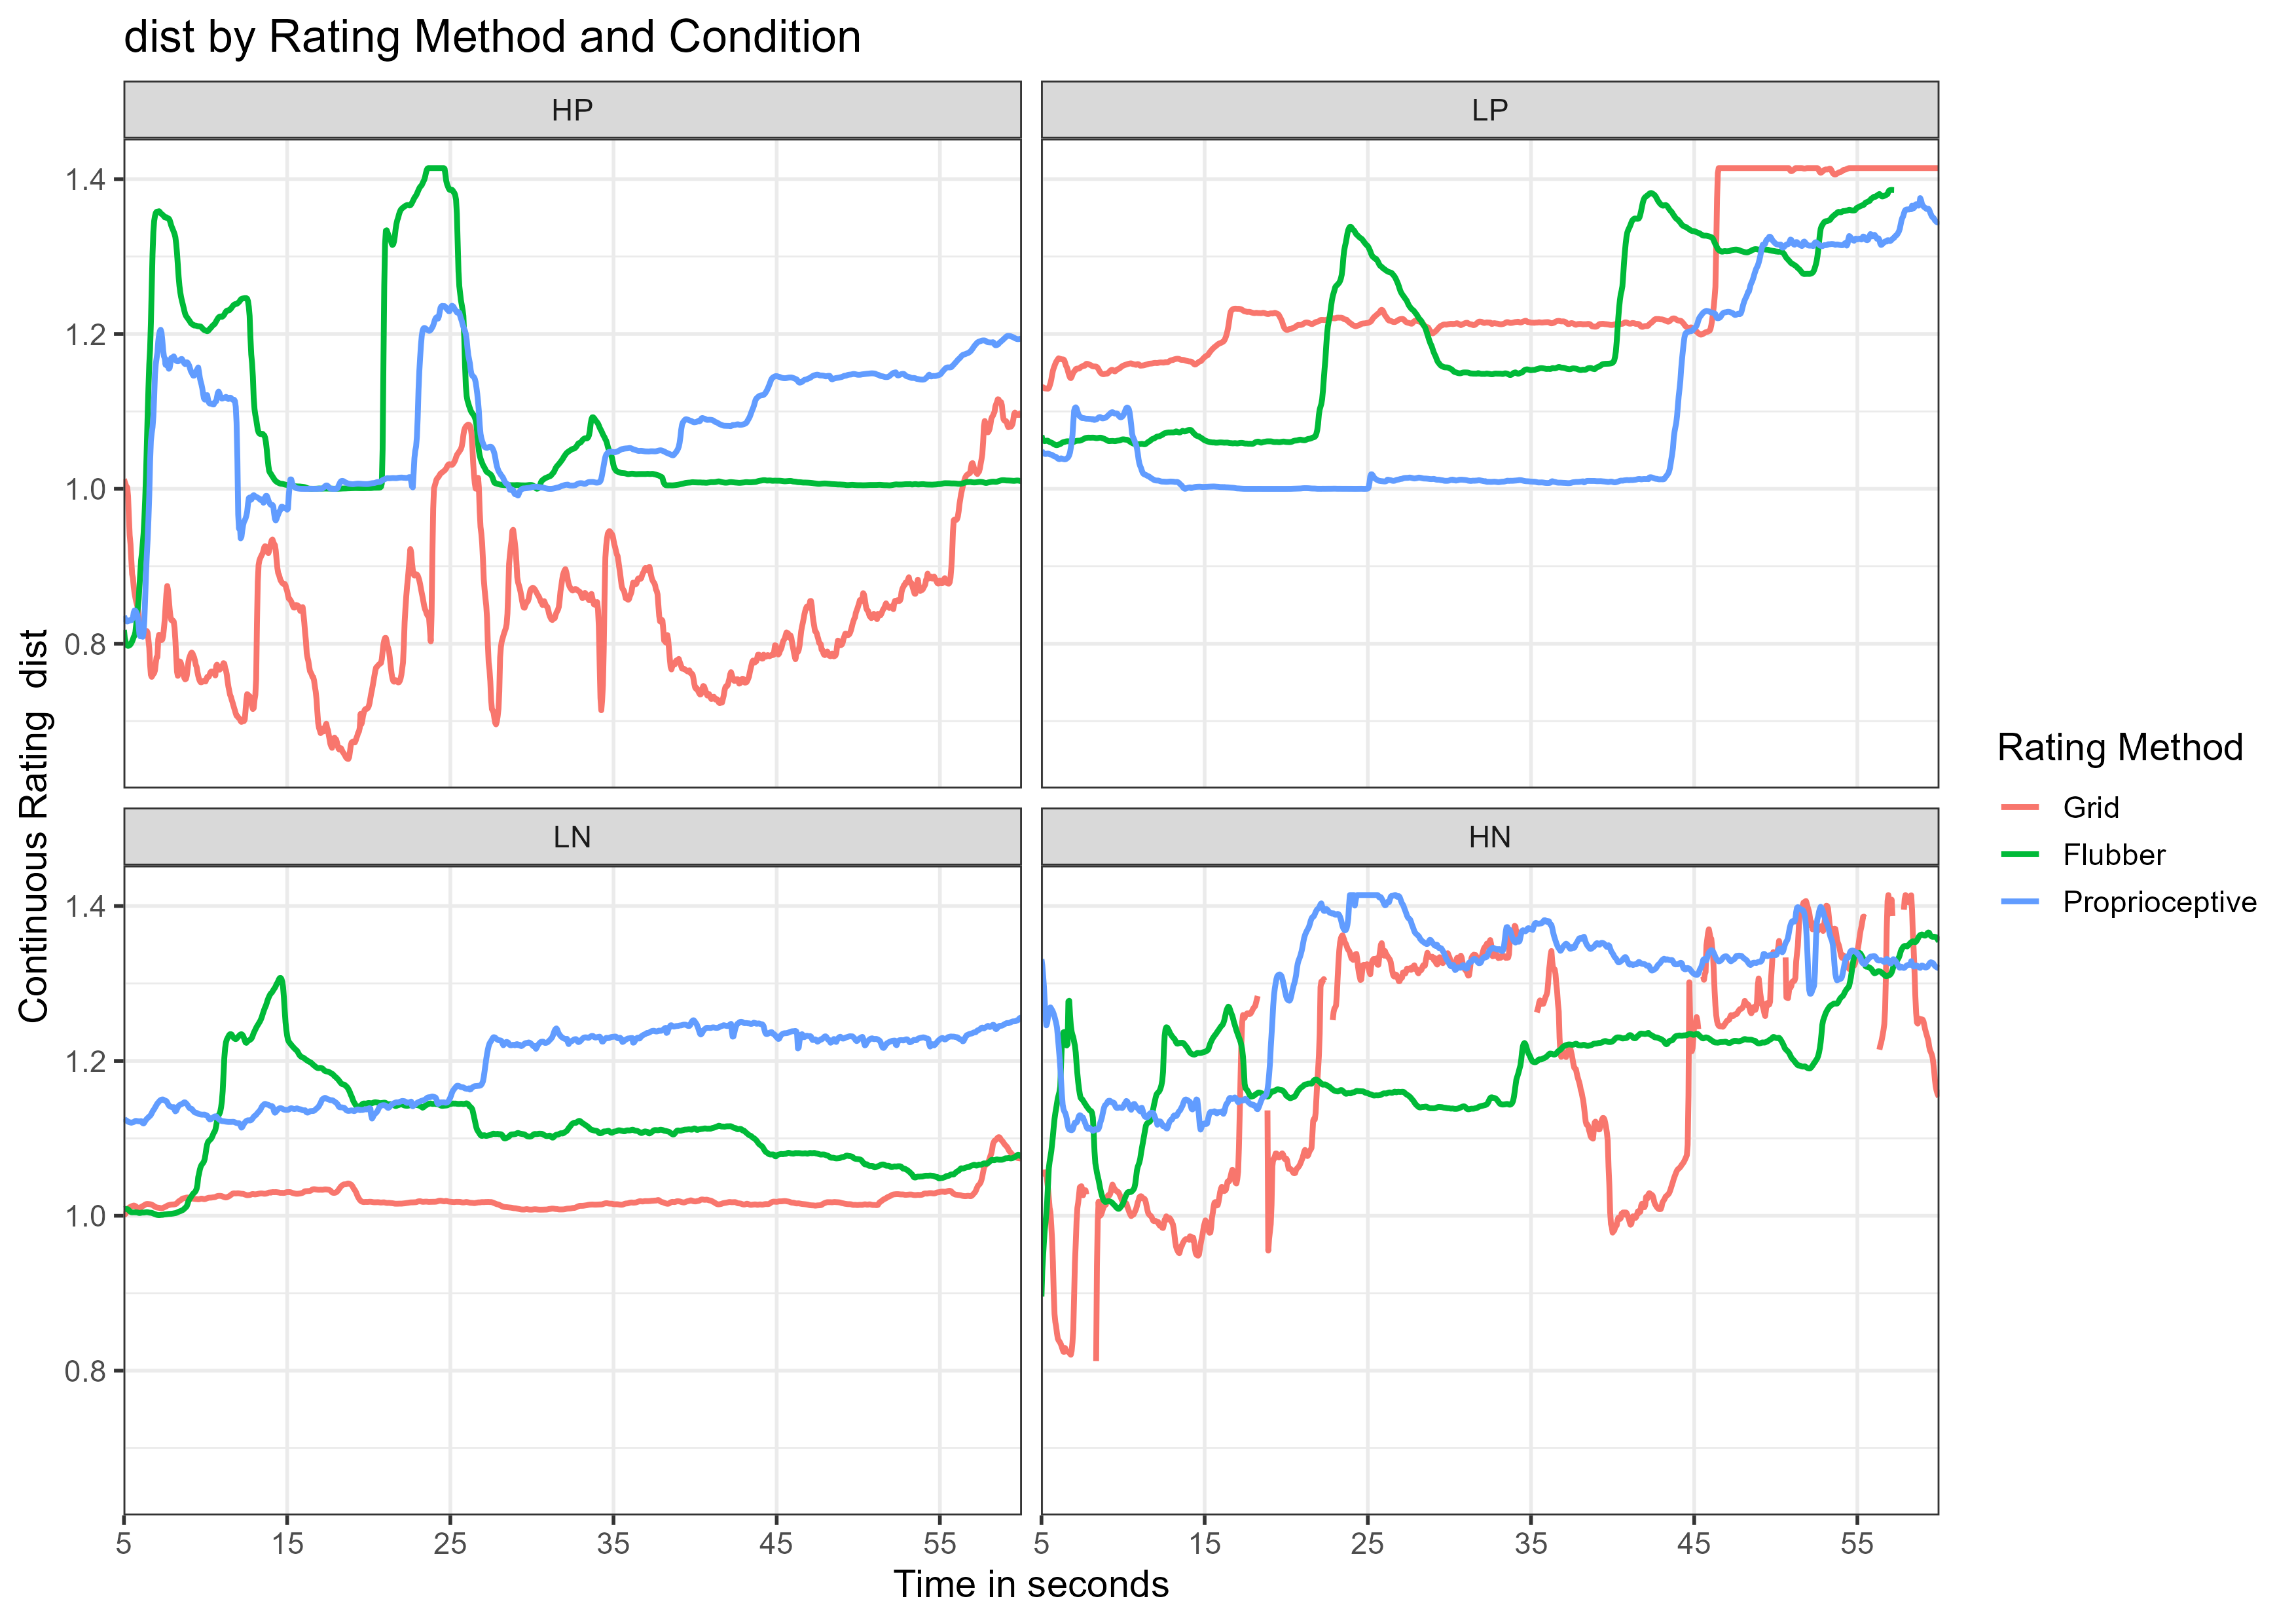 dist by Rating Method and Condition
HP
LP
1.4
1.2
1.0
0.8
LN
HN
1.4
1.2
1.0
0.8
5 15 25 35 45 55
5 15 25 35 45 55
Time in seconds
Continuous Rating  dist
Rating Method
Grid
Flubber
Proprioceptive